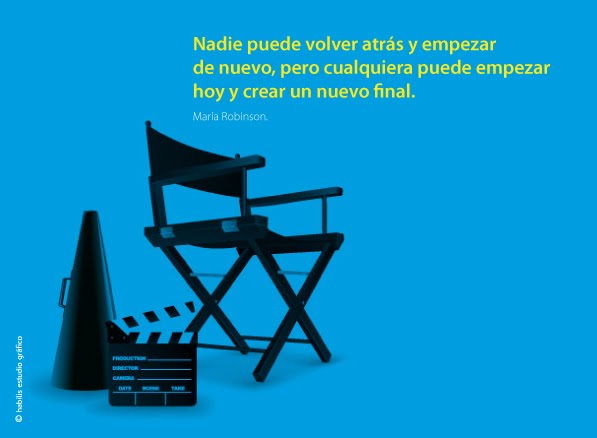 Nadie puede volver atrás y empezar
de nuevo, pero cualquiera puede empezar
hoy y crear un nuevo final.
Maria Robinson.
PRODUCTION
DIRECTOR
CAMERA
DATE SCENE TAKE
© habilis estudio gráfico